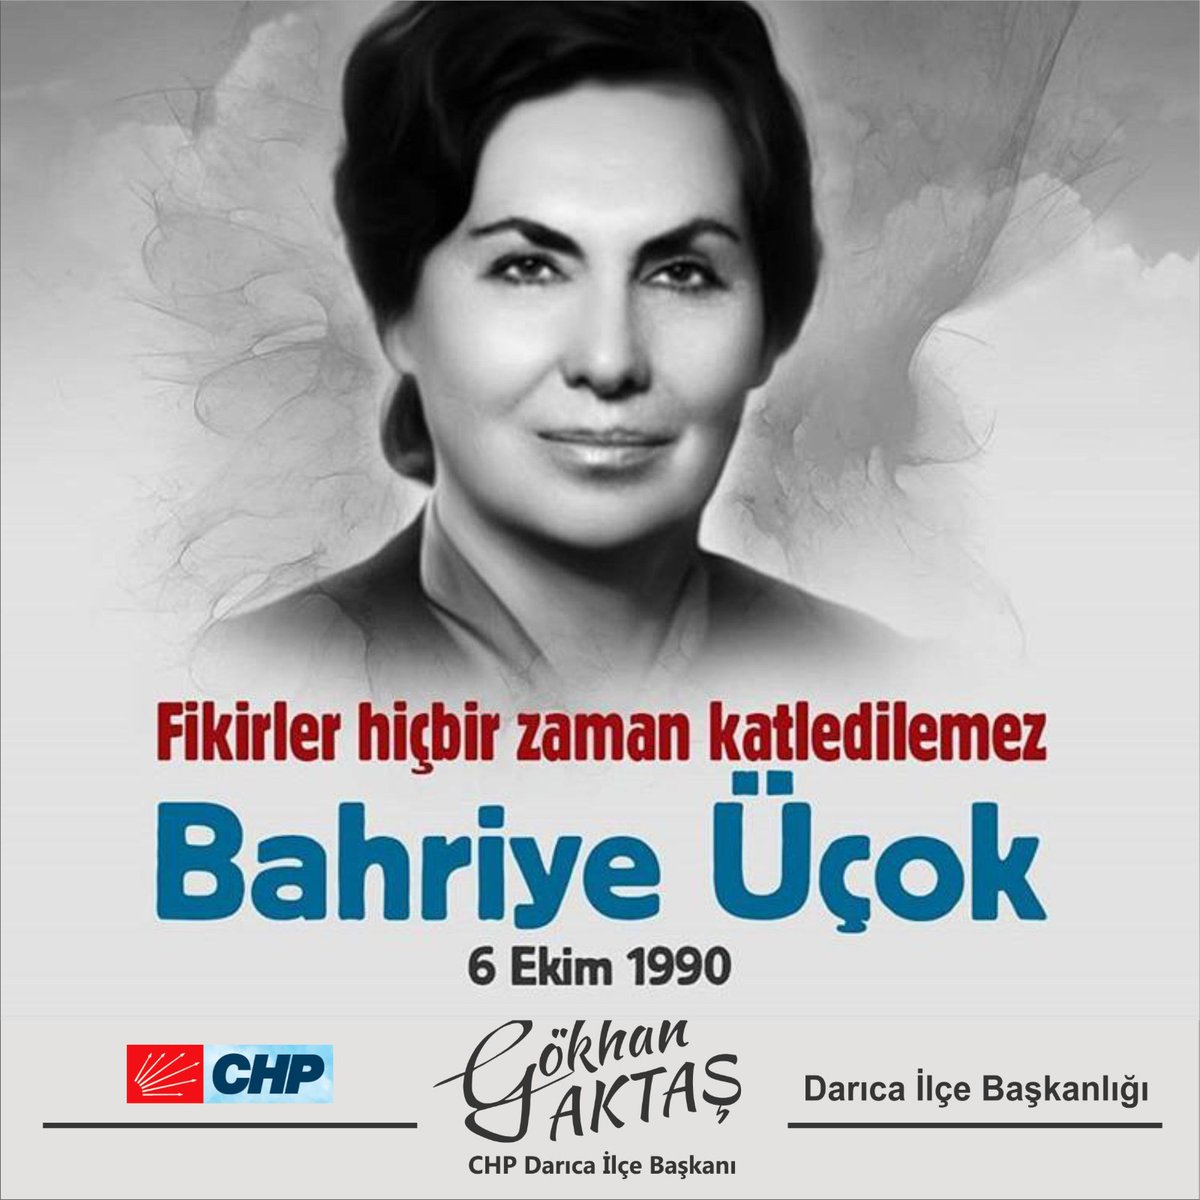 Fikirler hiçbir zaman katledilemez
Bahriye Üçok
6 Ekim 1990
CHP
Gökhan
AKTAŞ
CHP Darıca İlçe Başkanı
Darıca İlçe Başkanlığı